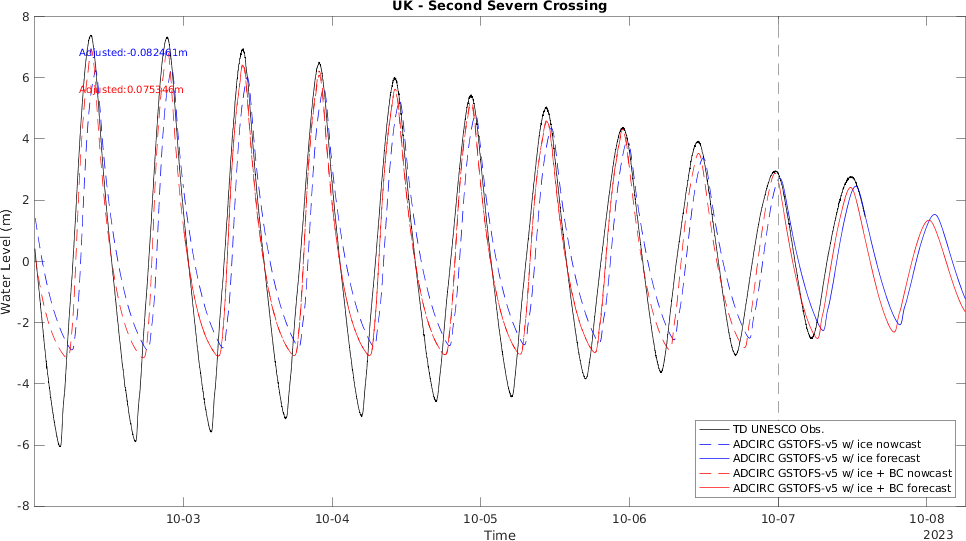 UK - Second Severn Crossing
8
6
4
2
0
-2
-4
-6
-8
Water Level (m)
Adjusted:-0.082461m
Adjusted:0.075346m
TD UNESCO Obs.
ADCIRC GSTOFS-v5 w/ ice nowcast
ADCIRC GSTOFS-v5 w/ ice forecast
ADCIRC GSTOFS-v5 w/ ice + BC nowcast
ADCIRC GSTOFS-v5 w/ ice + BC forecast
10-03 10-04 10-05 10-06 10-07 10-08
Time
2023